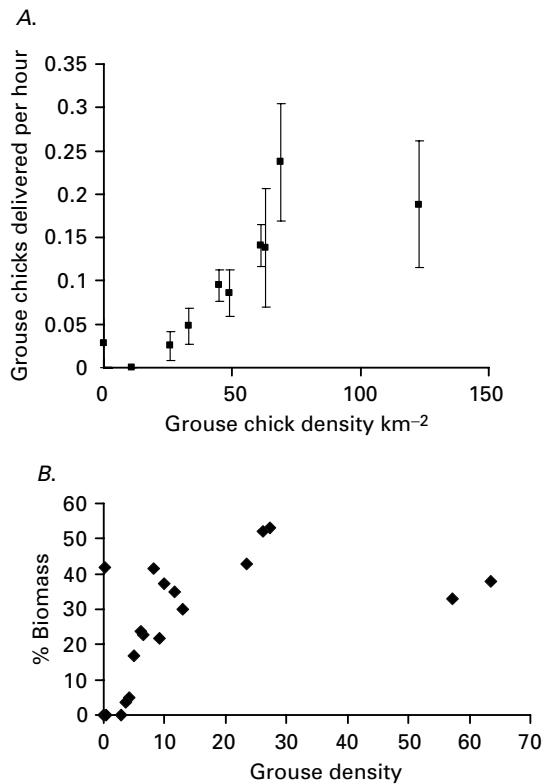 A.
Grouse chicks delivered per hour
0.35
0.3
0.25
0.2
0.15
0.1
0.05
0
0 50 100 150
Grouse chick density km⁻²
B.
% Biomass
60
50
40
30
20
10
0
0 10 20 30 40 50 60 70
Grouse density